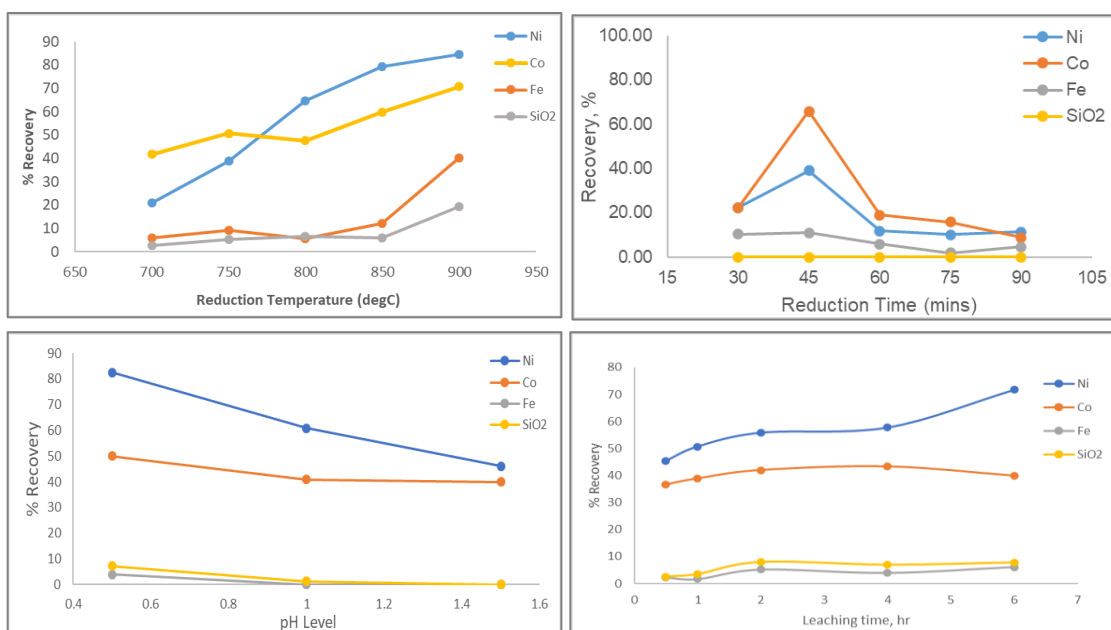 90
80
70
60
50
40
30
20
10
0
% Recovery
650 700 750 800 850 900 950
Reduction Temperature (degC)
Ni
Co
Fe
SiO2
100.00
80.00
60.00
40.00
20.00
0.00
Recovery, %
15 30 45 60 75 90 105
Reduction Time (mins)
Ni
Co
Fe
SiO2
90
80
70
60
50
40
30
20
10
0
% Recovery
0.4 0.6 0.8 1 1.2 1.4 1.6
pH Level
Ni
Co
Fe
SiO2
80
70
60
50
40
30
20
10
0
% Recovery
0 1 2 3 4 5 6 7
Leaching time, hr
Ni
Co
Fe
SiO2